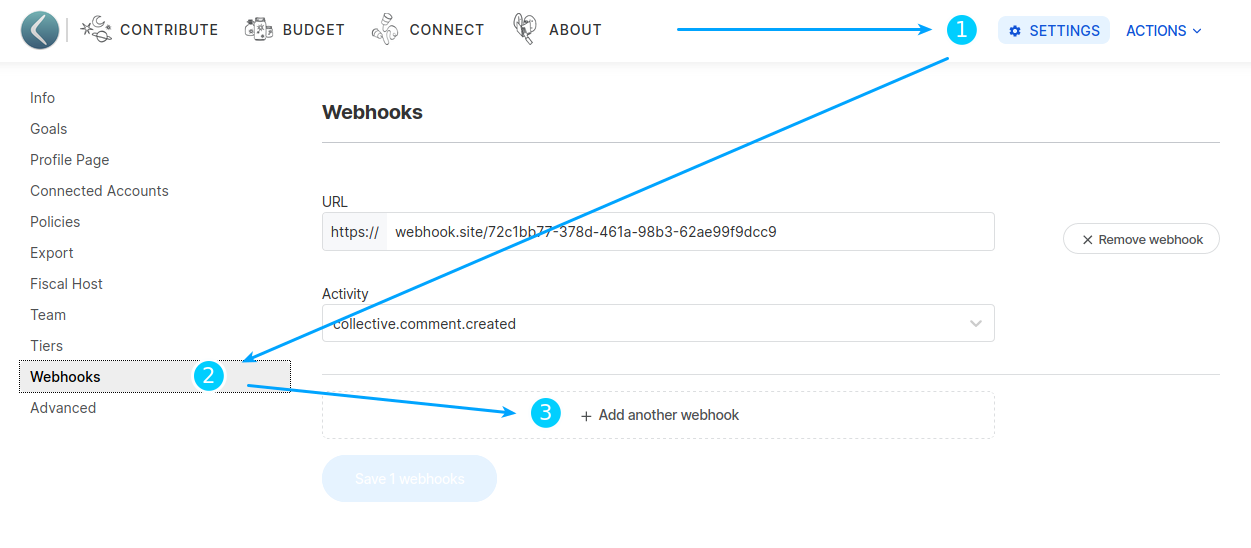 CONTRIBUTE BUDGET CONNECT ABOUT 1 SETTINGS ACTIONS
Info
Goals
Profile Page
Connected Accounts
Policies
Export
Fiscal Host
Team
Tiers
Webhooks 2
Advanced
Webhooks
URL
https:// webhook.site/72c1bb77-378d-461a-98b3-62ae99f9dcc9
Remove webhook
Activity
collective.comment.created
3 + Add another webhook
Save 1 webhooks